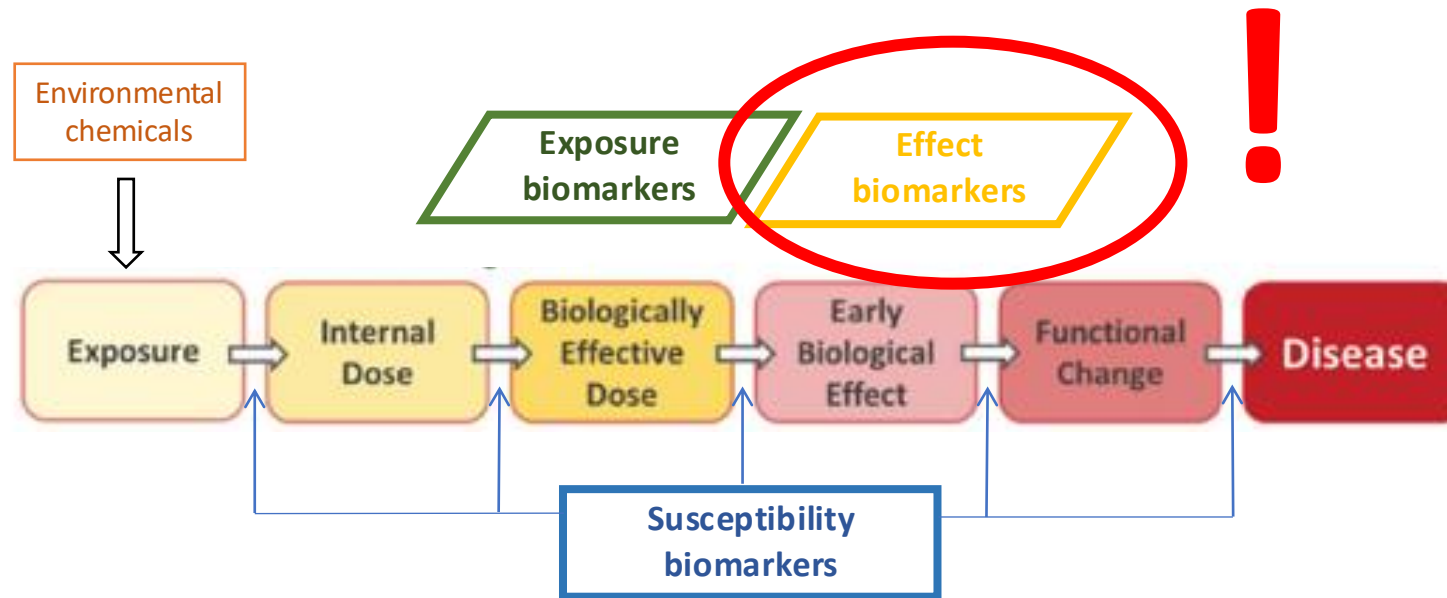 Environmental
chemicals
Exposure
biomarkers
Effect
biomarkers
!
Exposure
Internal
Dose
Biologically
Effective
Dose
Early
Biological
Effect
Functional
Change
Disease
Susceptibility
biomarkers